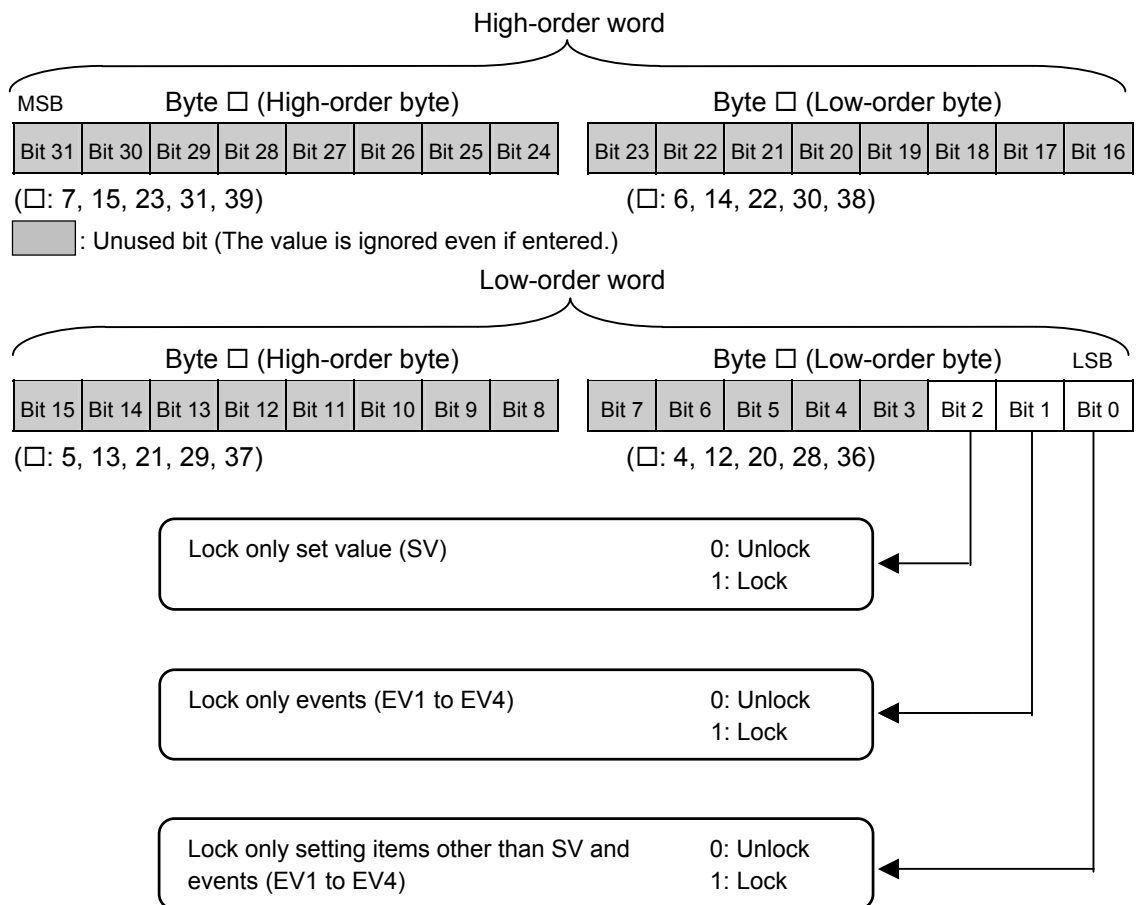 High-order word
MSB Byte □ (High-order byte) Byte □ (Low-order byte)
Bit 31 Bit 30 Bit 29 Bit 28 Bit 27 Bit 26 Bit 25 Bit 24 Bit 23 Bit 22 Bit 21 Bit 20 Bit 19 Bit 18 Bit 17 Bit 16
(□: 7, 15, 23, 31, 39) (□: 6, 14, 22, 30, 38)
: Unused bit (The value is ignored even if entered.)
Low-order word
Byte □ (High-order byte) Byte □ (Low-order byte) LSB
Bit 15 Bit 14 Bit 13 Bit 12 Bit 11 Bit 10 Bit 9 Bit 8 Bit 7 Bit 6 Bit 5 Bit 4 Bit 3 Bit 2 Bit 1 Bit 0
(□: 5, 13, 21, 29, 37) (□: 4, 12, 20, 28, 36)
Lock only set value (SV) 0: Unlock
1: Lock
Lock only events (EV1 to EV4) 0: Unlock
1: Lock
Lock only setting items other than SV and 0: Unlock
events (EV1 to EV4) 1: Lock